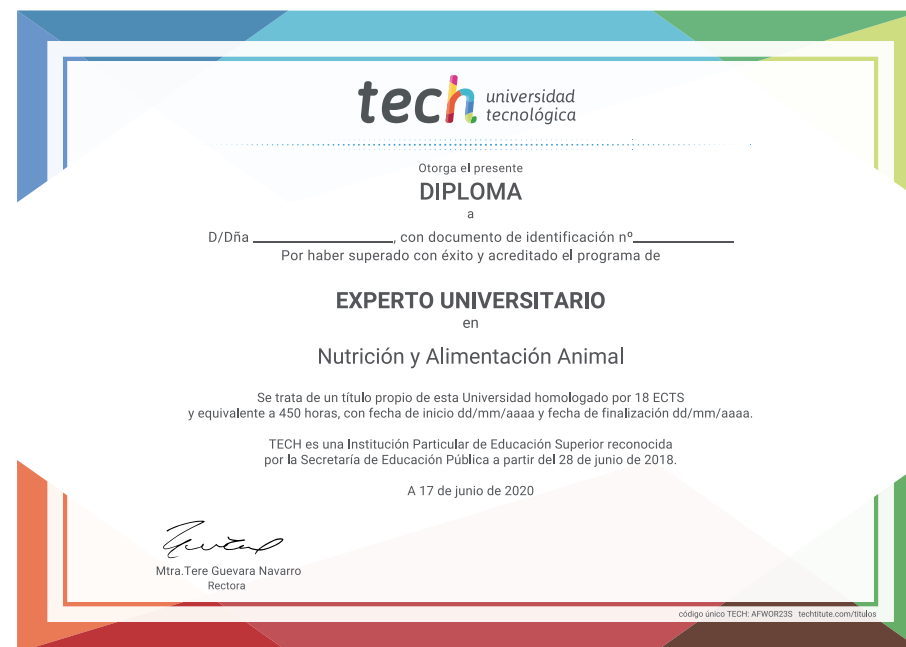 tech universidad
tecnológica
Otorga el presente
DIPLOMA
a
D/Dña ____________________, con documento de identificación nº______________
Por haber superado con éxito y acreditado el programa de
EXPERTO UNIVERSITARIO
en
Nutrición y Alimentación Animal
Se trata de un título propio de esta Universidad homologado por 18 ECTS
y equivalente a 450 horas, con fecha de inicio dd/mm/aaaa y fecha de finalización dd/mm/aaaa.
TECH es una Institución Particular de Educación Superior reconocida
por la Secretaría de Educación Pública a partir del 28 de junio de 2018.
A 17 de junio de 2020
Mtra.Tere Guevara Navarro
Rectora
código único TECH: AFWOR23S techtitute.com/titulos